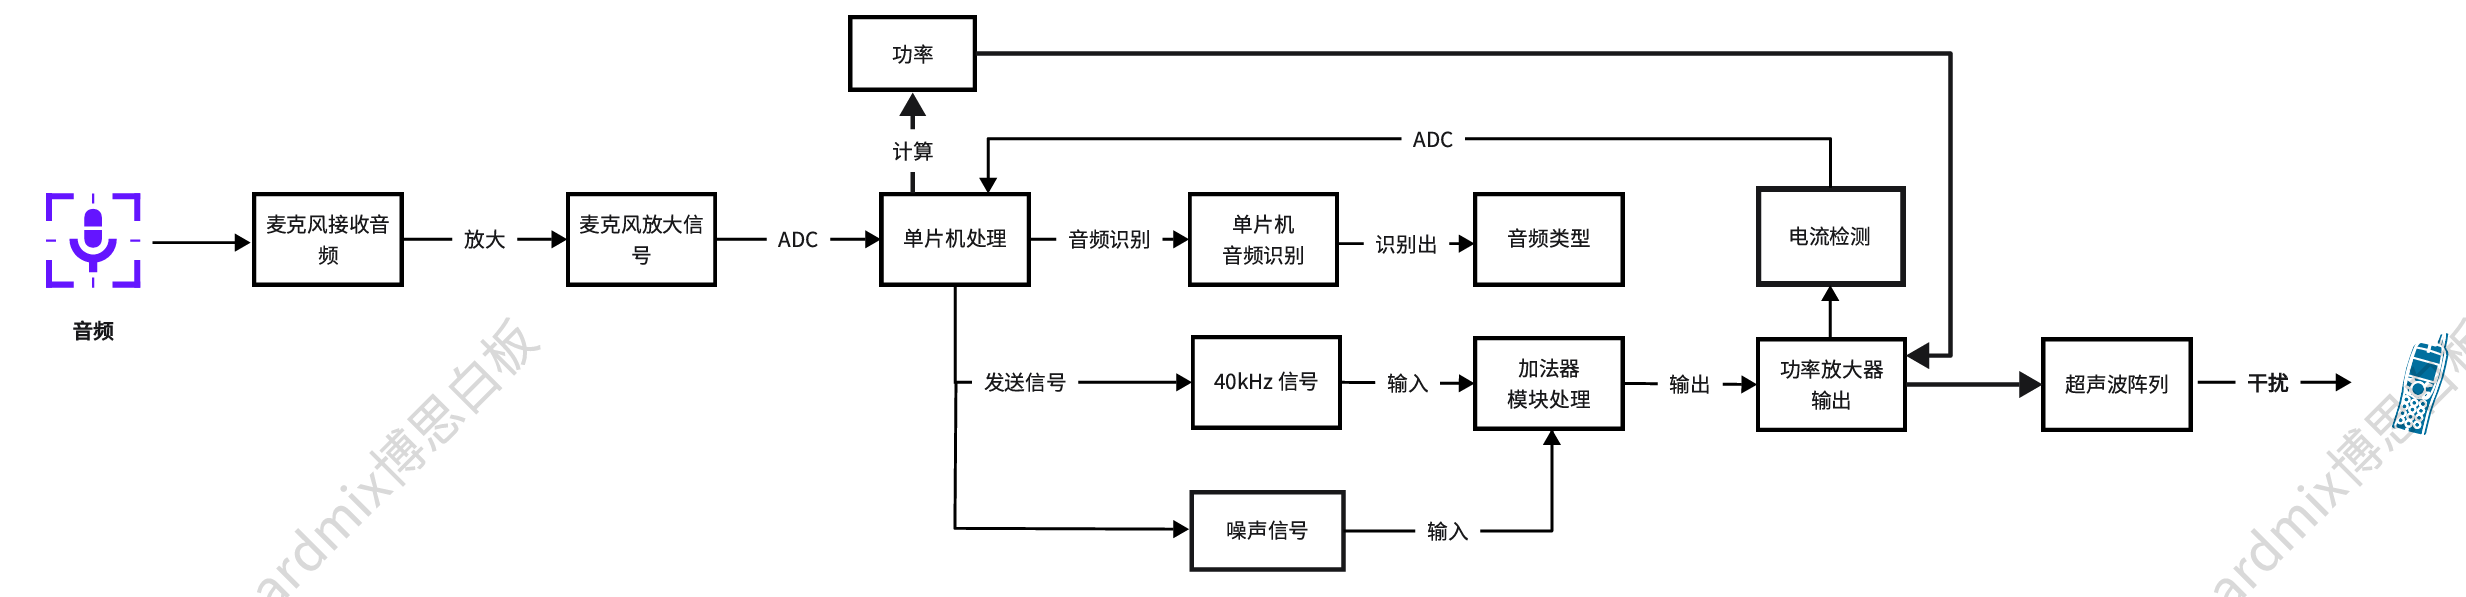 功率
计算
ADC
音频
麦克风接收音
频
放大
麦克风放大信
号
ADC
单片机处理
音频识别
单片机
音频识别
识别出
音频类型
电流检测
发送信号
40kHz 信号
输入
加法器
模块处理
输出
功率放大器
输出
超声波阵列
干扰
噪声信号
输入
ardmix博思白板
ardmix博思白板